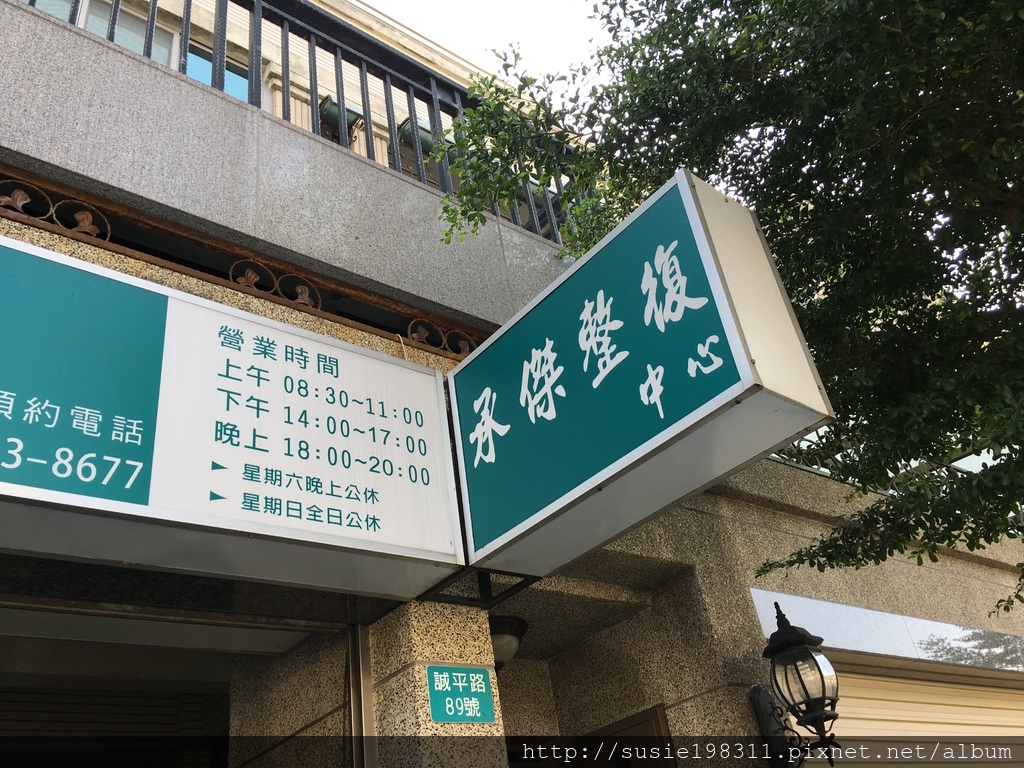 預約電話
3-8677
營業時間
上午 08:30~11:00
下午 14:00~17:00
晚上 18:00~20:00
► 星期六晚上公休
► 星期日全日公休
承傑整復
中心
誠平路
89號
http://susie198311.pixnet.net/album